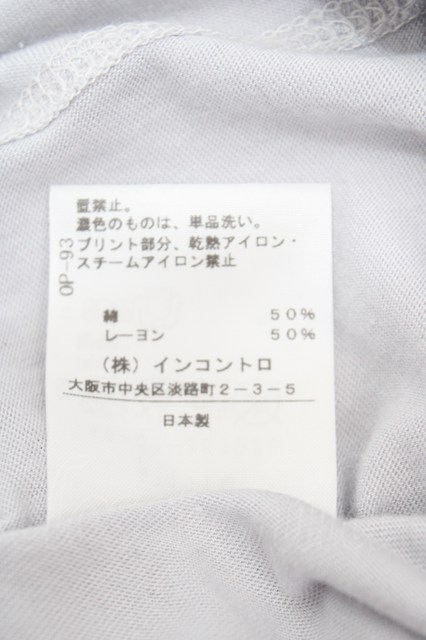 置禁止。
濃色のものは、単品洗い。
プリント部分、乾熱アイロン・
スチームアイロン禁止
OP-93
綿 50%
レーヨン 50%
(株)インコントロ
大阪市中央区淡路町2-3-5
日本製